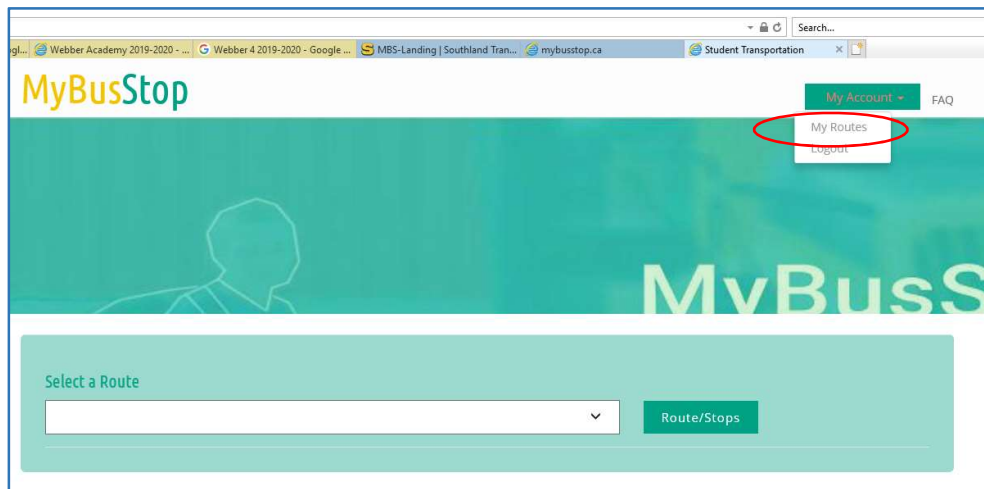 Search...
gl... Webber Academy 2019-2020 - ... Webber 4 2019-2020 - Google ... MBS-Landing | Southland Tran... mybusstop.ca Student Transportation
MyBusStop
My Account
FAQ
My Routes
Logout
MyBusS
Select a Route
Route/Stops